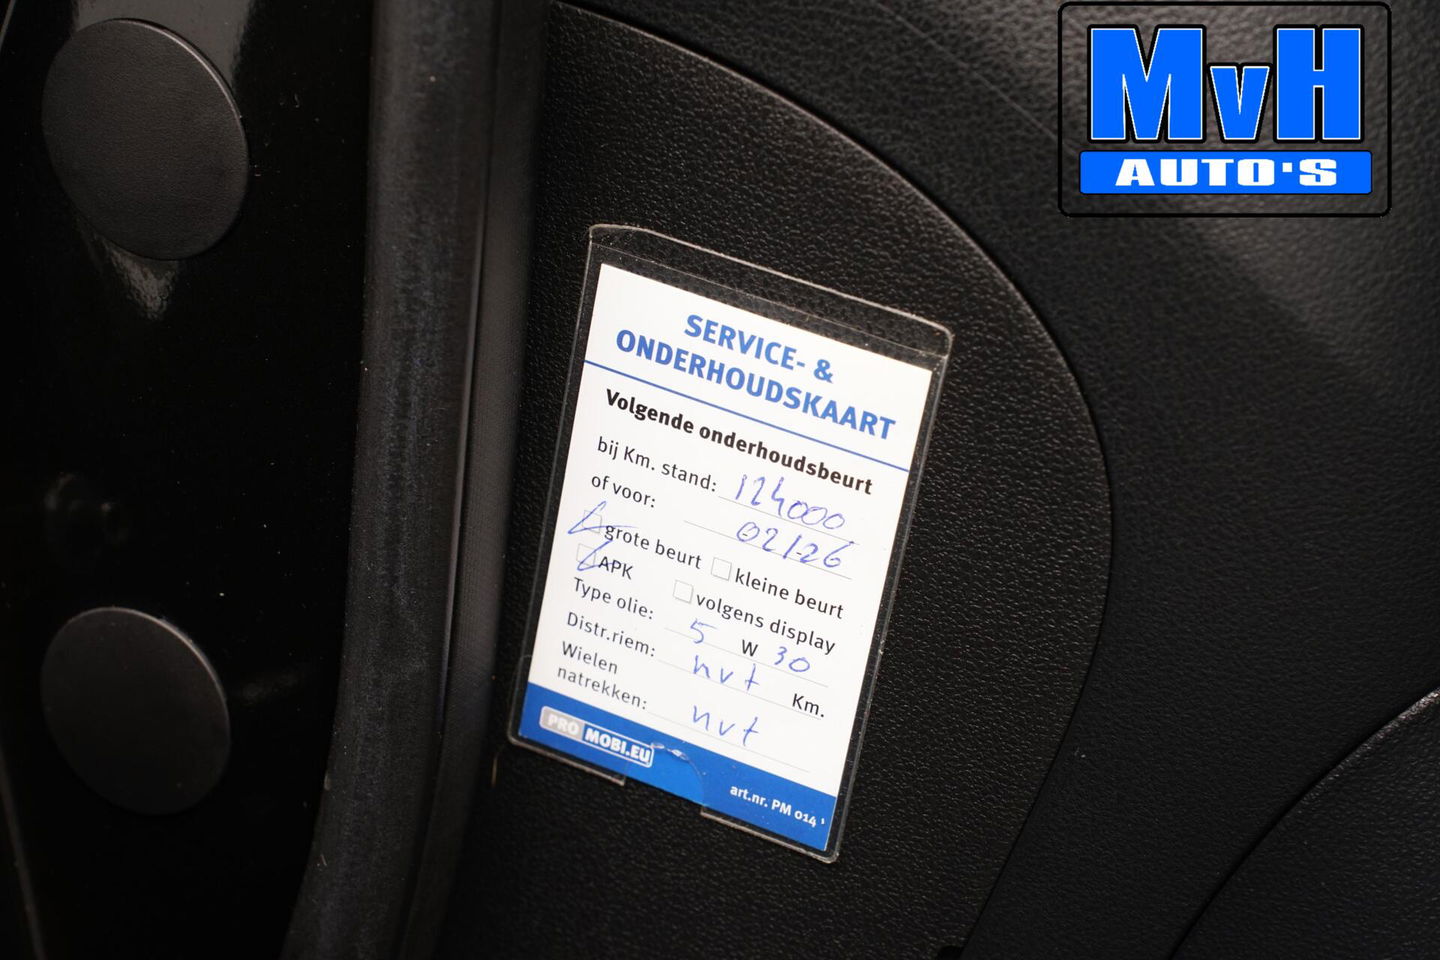 MvH
AUTO'S
SERVICE- &
ONDERHOUDSKAART
Volgende onderhoudsbeurt
bij Km. stand: 124000
of voor: 02/26
grote beurt kleine beurt
APK volgens display
Type olie: 5 W 30
Distr.riem: nvt Km.
Wielen
natrekken: nvt
PRO MOBI.EU
art.nr. PM 014